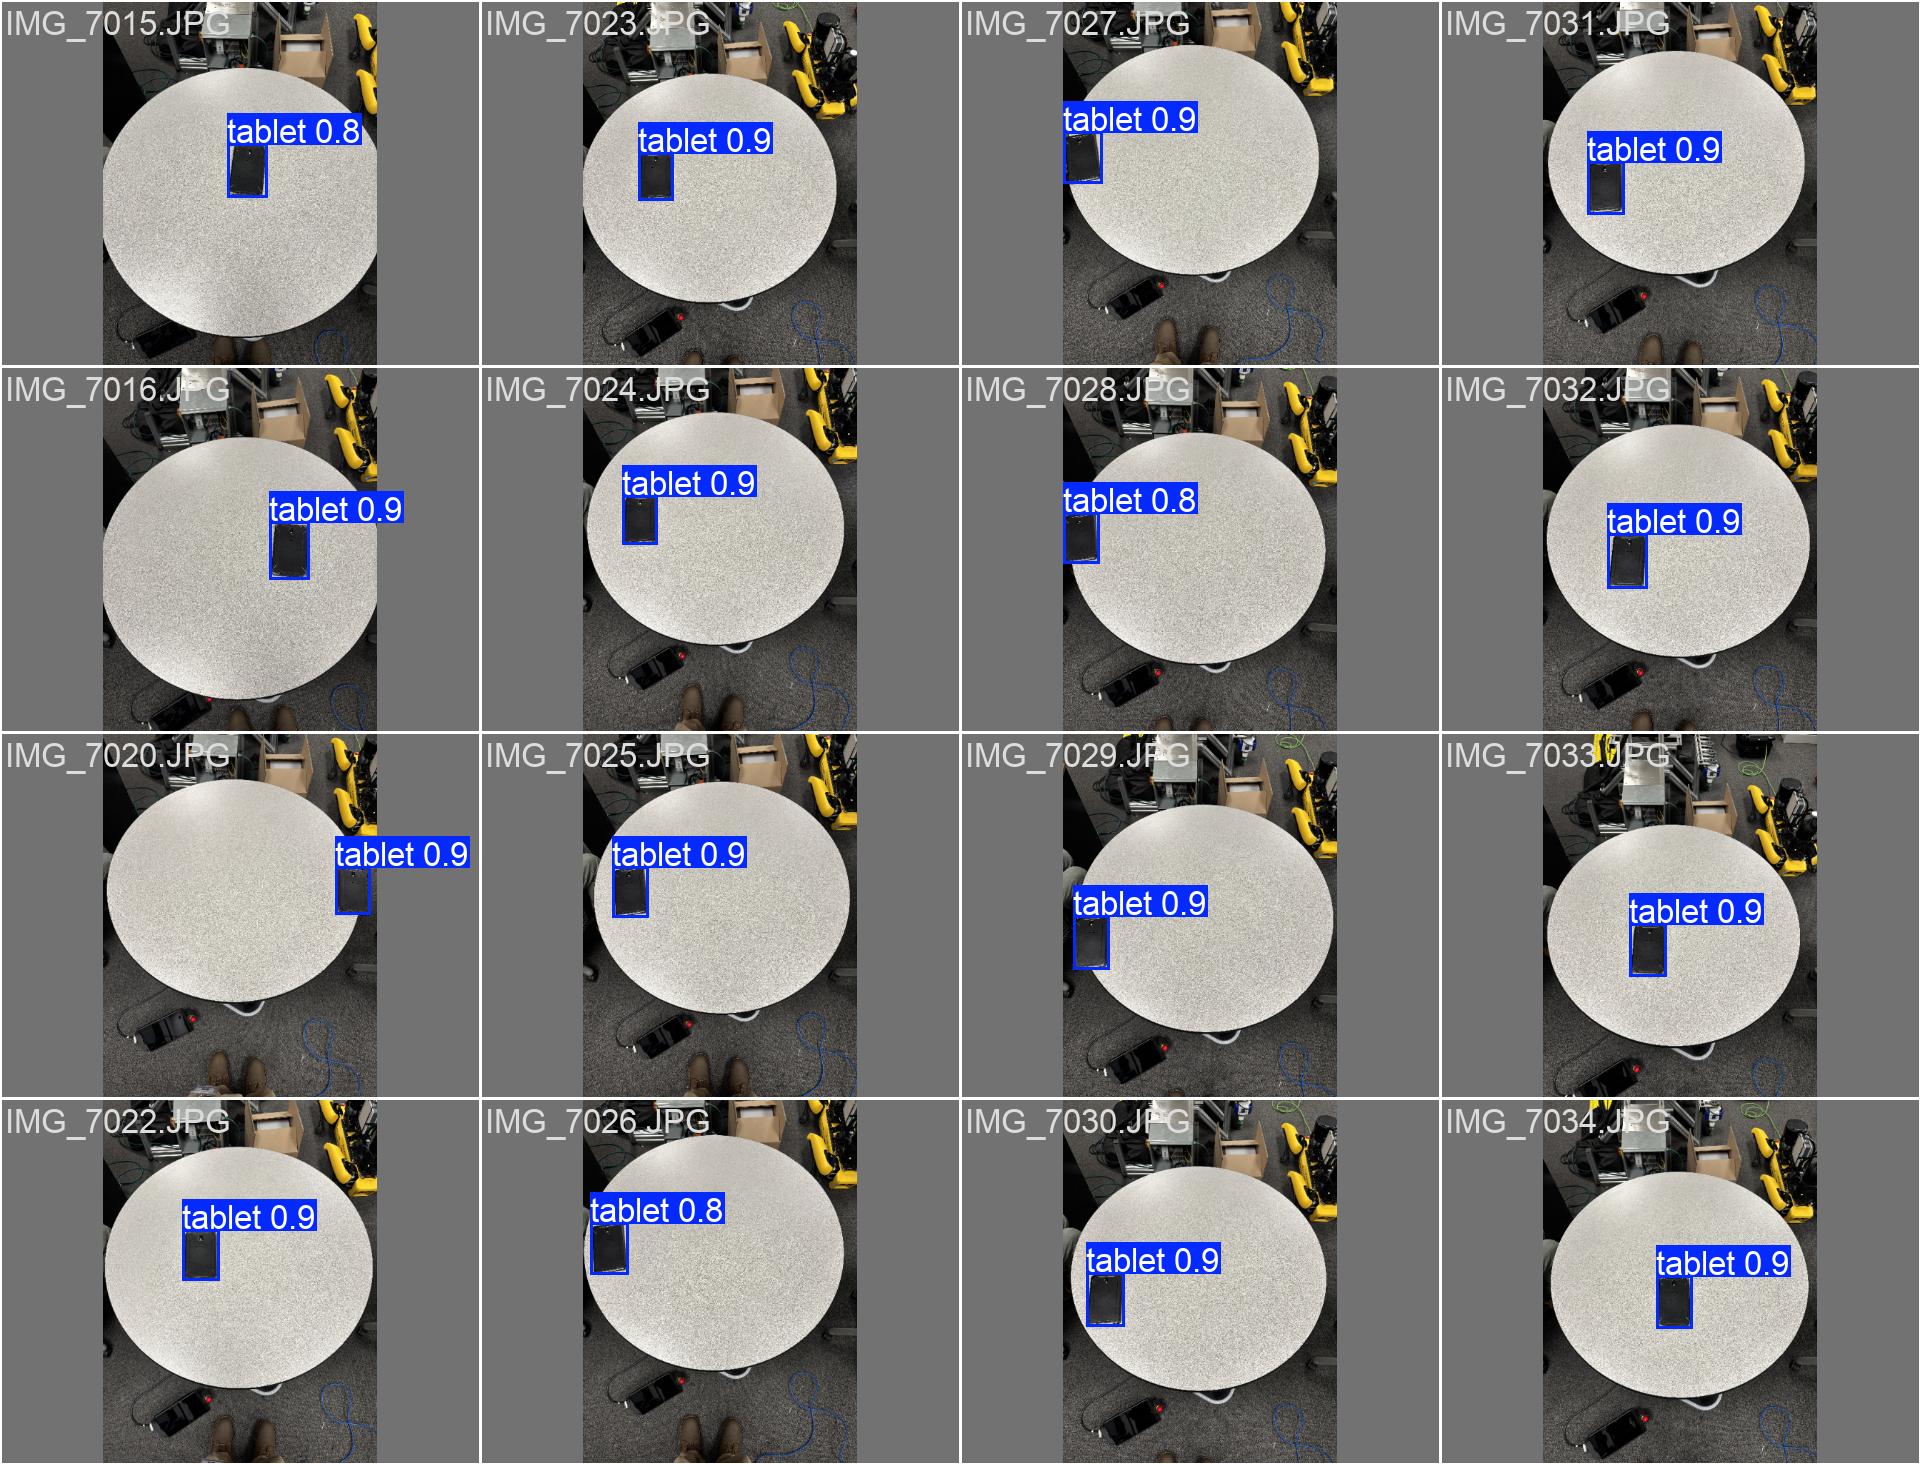 IMG_7015.JPG
tablet 0.8
IMG_7023.JPG
tablet 0.9
IMG_7027.JPG
tablet 0.9
IMG_7031.JPG
tablet 0.9
IMG_7016.JPG
tablet 0.9
IMG_7024.JPG
tablet 0.9
IMG_7028.JPG
tablet 0.8
IMG_7032.JPG
tablet 0.9
IMG_7020.JPG
tablet 0.9
IMG_7025.JPG
tablet 0.9
IMG_7029.JPG
tablet 0.9
IMG_7033.JPG
tablet 0.9
IMG_7022.JPG
tablet 0.9
IMG_7026.JPG
tablet 0.8
IMG_7030.JPG
tablet 0.9
IMG_7034.JPG
tablet 0.9